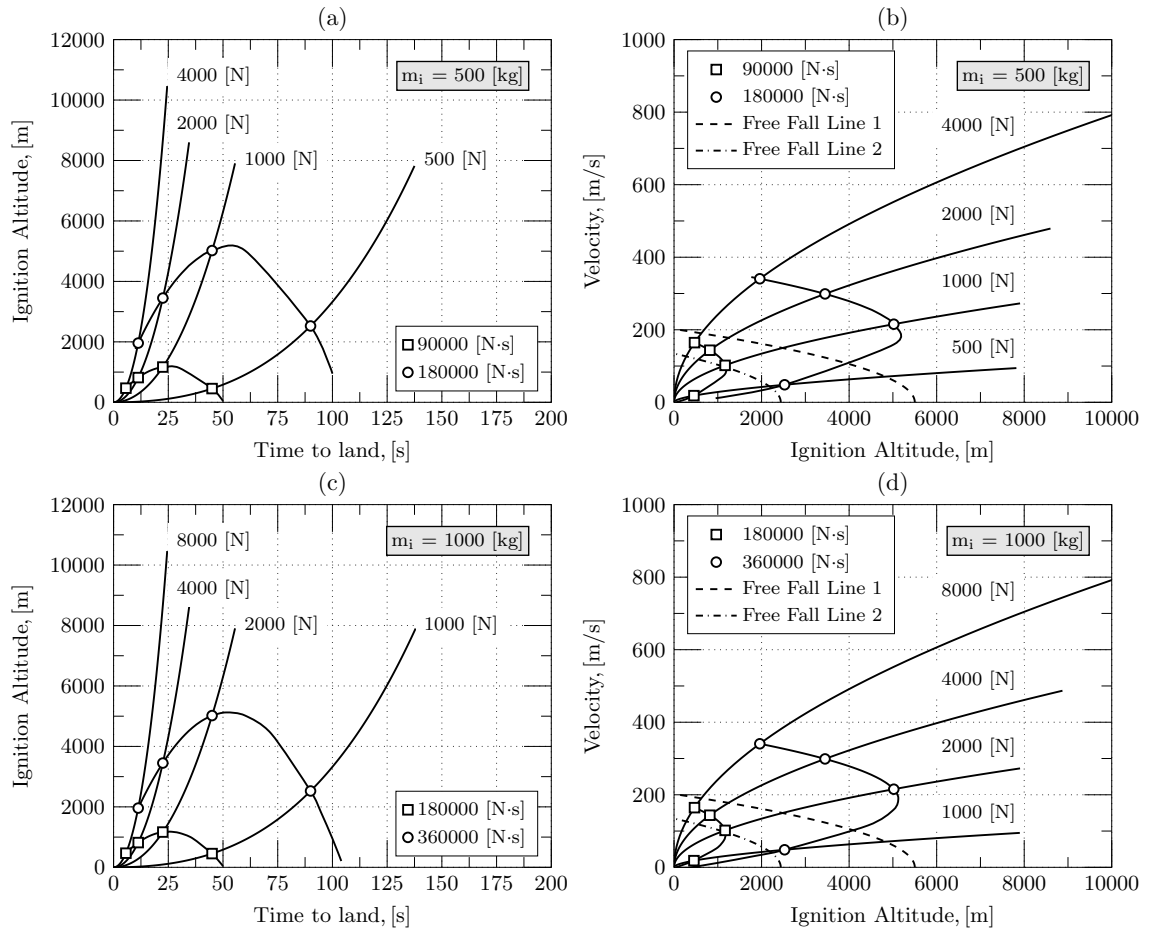 (a)
12000
10000
8000
6000
4000
2000
0
Ignition Altitude, [m]
4000 [N]
2000 [N]
1000 [N]
500 [N]
m_i = 500 [kg]
90000 [N·s]
180000 [N·s]
0 25 50 75 100 125 150 175 200
Time to land, [s]
(b)
1000
800
600
400
200
0
Velocity, [m/s]
90000 [N·s]
180000 [N·s]
Free Fall Line 1
Free Fall Line 2
m_i = 500 [kg]
4000 [N]
2000 [N]
1000 [N]
500 [N]
0 2000 4000 6000 8000 10000
Ignition Altitude, [m]
(c)
12000
10000
8000
6000
4000
2000
0
Ignition Altitude, [m]
8000 [N]
4000 [N]
2000 [N]
1000 [N]
m_i = 1000 [kg]
180000 [N·s]
360000 [N·s]
0 25 50 75 100 125 150 175 200
Time to land, [s]
(d)
1000
800
600
400
200
0
Velocity, [m/s]
180000 [N·s]
360000 [N·s]
Free Fall Line 1
Free Fall Line 2
m_i = 1000 [kg]
8000 [N]
4000 [N]
2000 [N]
1000 [N]
0 2000 4000 6000 8000 10000
Ignition Altitude, [m]